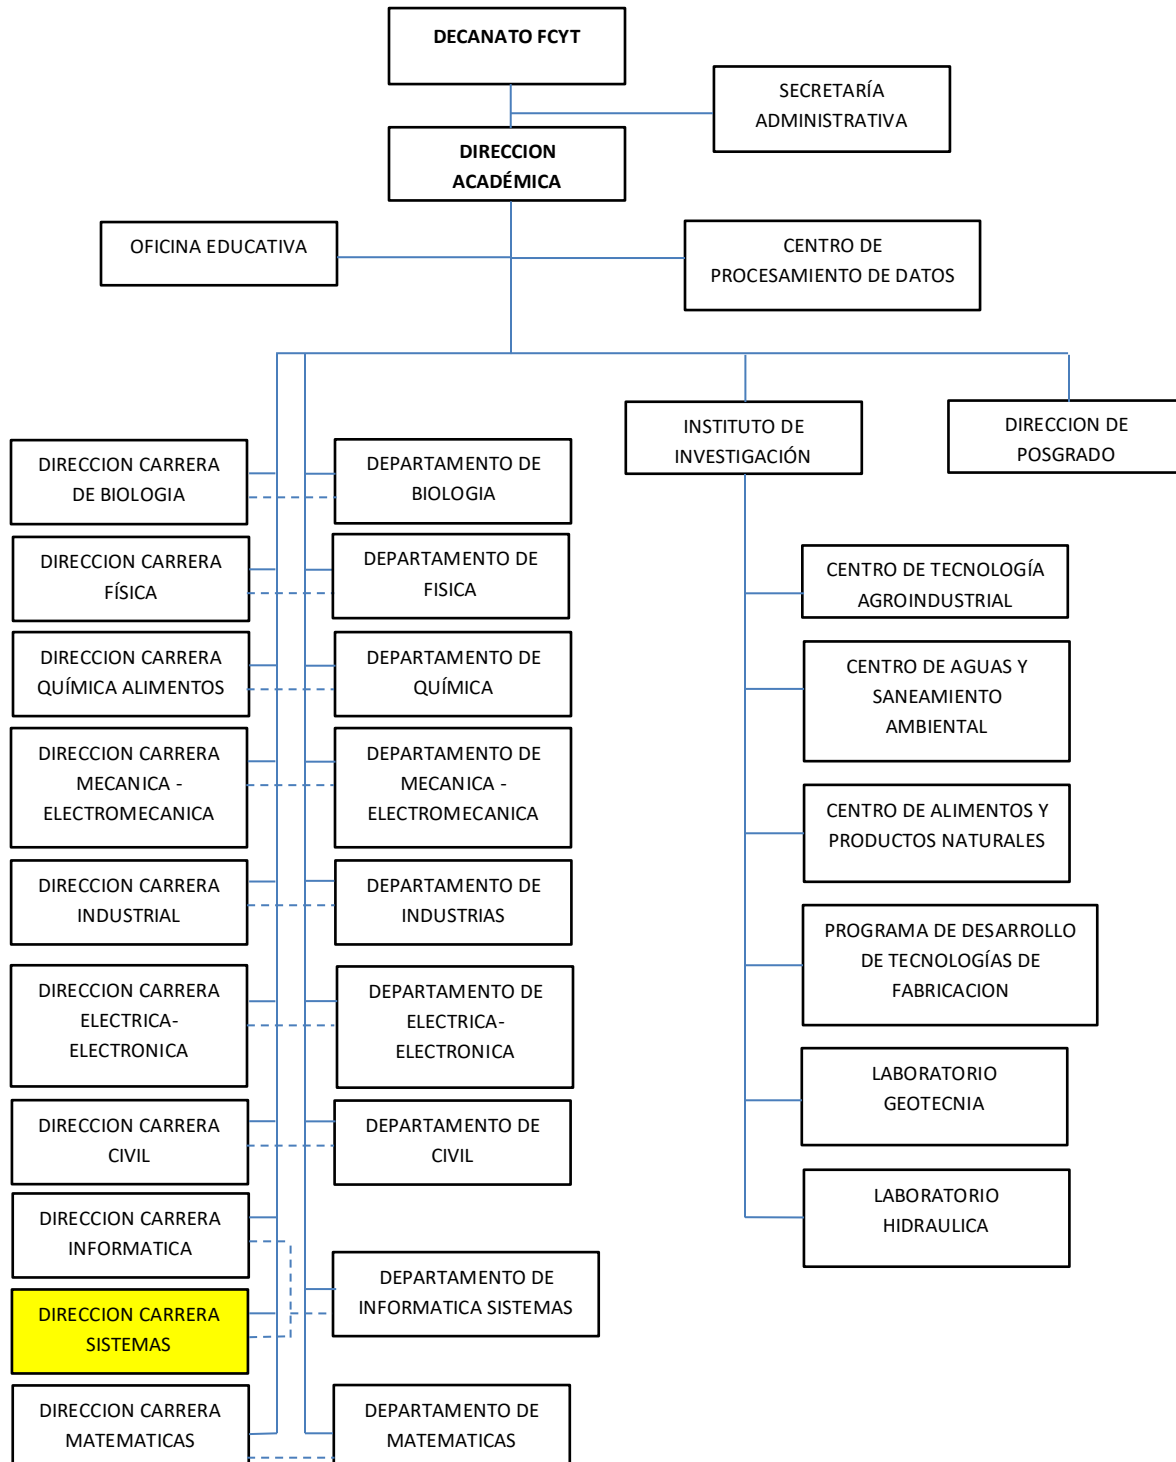 DECANATO FCYT
SECRETARÍA
ADMINISTRATIVA
DIRECCION
ACADÉMICA
OFICINA EDUCATIVA
CENTRO DE
PROCESAMIENTO DE DATOS
INSTITUTO DE
INVESTIGACIÓN
DIRECCION DE
POSGRADO
DIRECCION CARRERA
DE BIOLOGIA
DEPARTAMENTO DE
BIOLOGIA
DIRECCION CARRERA
FÍSICA
DEPARTAMENTO DE
FISICA
DIRECCION CARRERA
QUÍMICA ALIMENTOS
DEPARTAMENTO DE
QUÍMICA
DIRECCION CARRERA
MECANICA -
ELECTROMECANICA
DEPARTAMENTO DE
MECANICA -
ELECTROMECANICA
DIRECCION CARRERA
INDUSTRIAL
DEPARTAMENTO DE
INDUSTRIAS
DIRECCION CARRERA
ELECTRICA-
ELECTRONICA
DEPARTAMENTO DE
ELECTRICA-
ELECTRONICA
DIRECCION CARRERA
CIVIL
DEPARTAMENTO DE
CIVIL
DIRECCION CARRERA
INFORMATICA
DIRECCION CARRERA
SISTEMAS
DEPARTAMENTO DE
INFORMATICA SISTEMAS
DIRECCION CARRERA
MATEMATICAS
DEPARTAMENTO DE
MATEMATICAS
CENTRO DE TECNOLOGÍA
AGROINDUSTRIAL
CENTRO DE AGUAS Y
SANEAMIENTO
AMBIENTAL
CENTRO DE ALIMENTOS Y
PRODUCTOS NATURALES
PROGRAMA DE DESARROLLO
DE TECNOLOGÍAS DE
FABRICACION
LABORATORIO
GEOTECNIA
LABORATORIO
HIDRAULICA